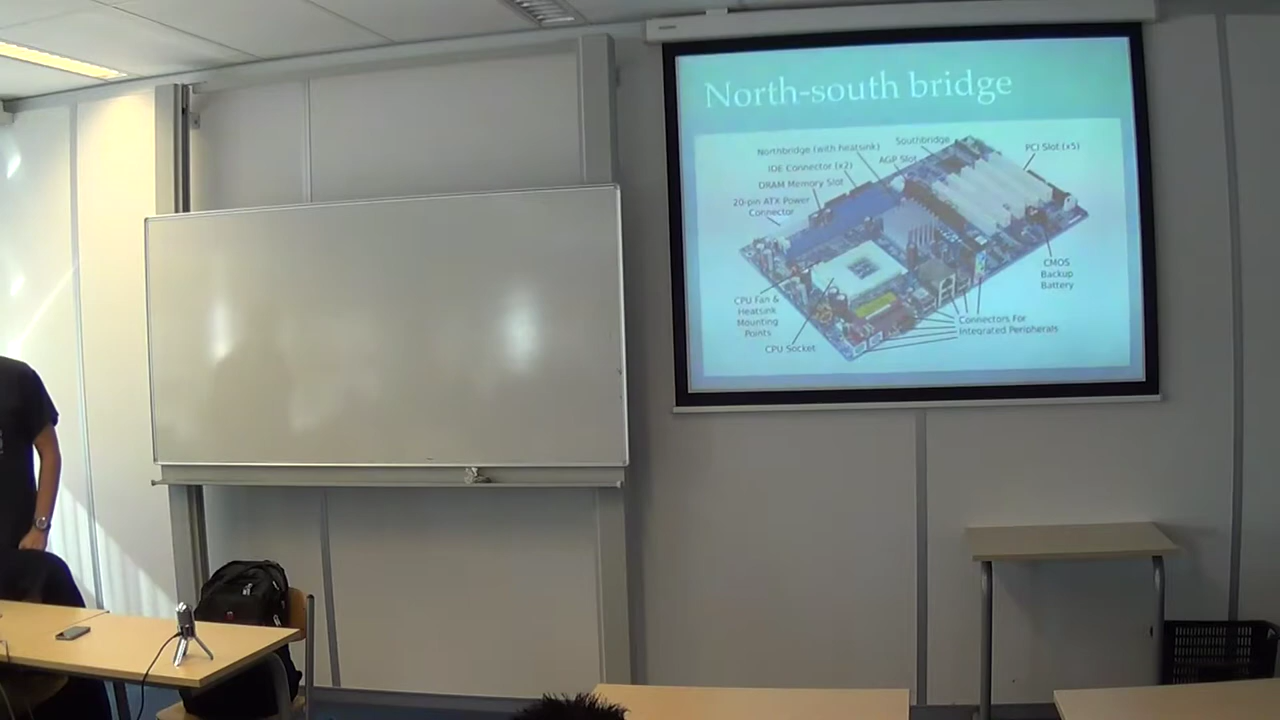 North-south bridge
Southbridge
Northbridge (with heatsink)
PCI Slot (x5)
AGP Slot
IDE Connector (x2)
DRAM Memory Slot
20-pin ATX Power
Connector
CMOS
Backup
Battery
CPU Fan &
Heatsink
Mounting
Points
Connectors For
Integrated Peripherals
CPU Socket